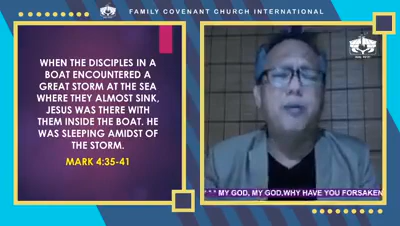 FAMILY COVENANT CHURCH INTERNATIONAL
WHEN THE DISCIPLES IN A
BOAT ENCOUNTERED A
GREAT STORM AT THE SEA
WHERE THEY ALMOST SINK,
JESUS WAS THERE WITH
THEM INSIDE THE BOAT. HE
WAS SLEEPING AMIDST OF
THE STORM.
MARK 4:35-41
* * * MY GOD, MY GOD,WHY HAVE YOU FORSAKEN